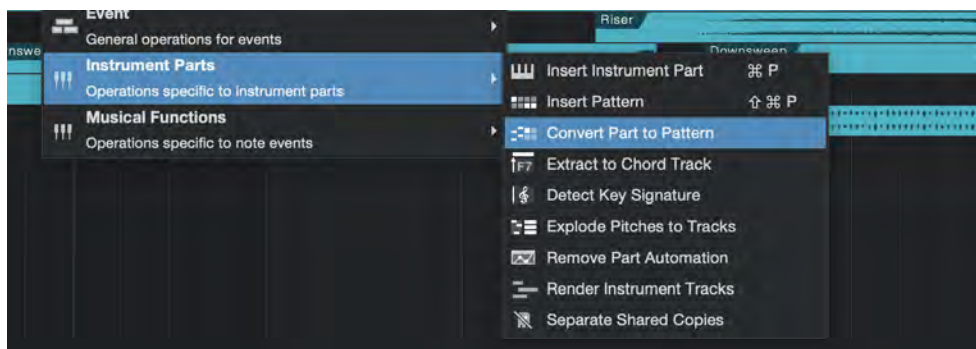 Event
General operations for events
Riser
nswe
Downsweep
Instrument Parts
Operations specific to instrument parts
Musical Functions
Operations specific to note events
Insert Instrument Part ⌘ P
Insert Pattern ⇧ ⌘ P
Convert Part to Pattern
F7 Extract to Chord Track
Detect Key Signature
Explode Pitches to Tracks
Remove Part Automation
Render Instrument Tracks
Separate Shared Copies